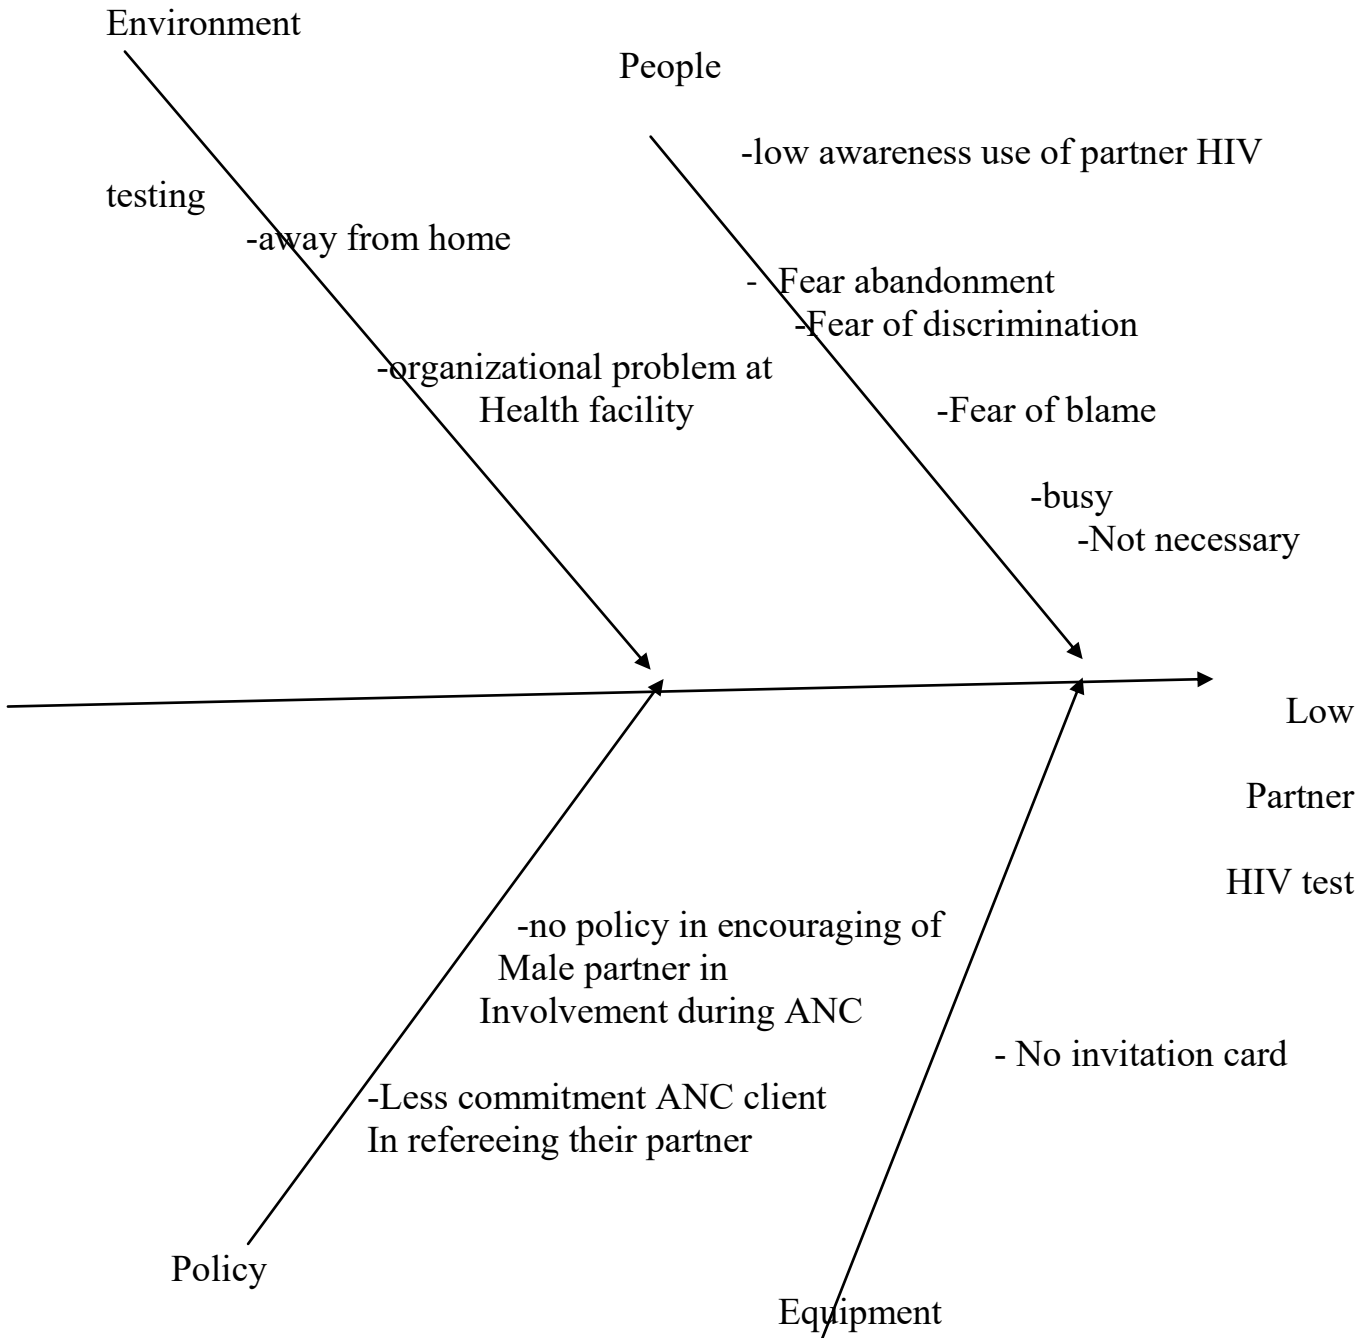 Environment
People
-low awareness use of partner HIV
testing
-away from home
- Fear abandonment
-Fear of discrimination
-organizational problem at
Health facility
-Fear of blame
-busy
-Not necessary
Low
Partner
HIV test
-no policy in encouraging of
Male partner in
Involvement during ANC
- No invitation card
-Less commitment ANC client
In refereeing their partner
Policy
Equipment